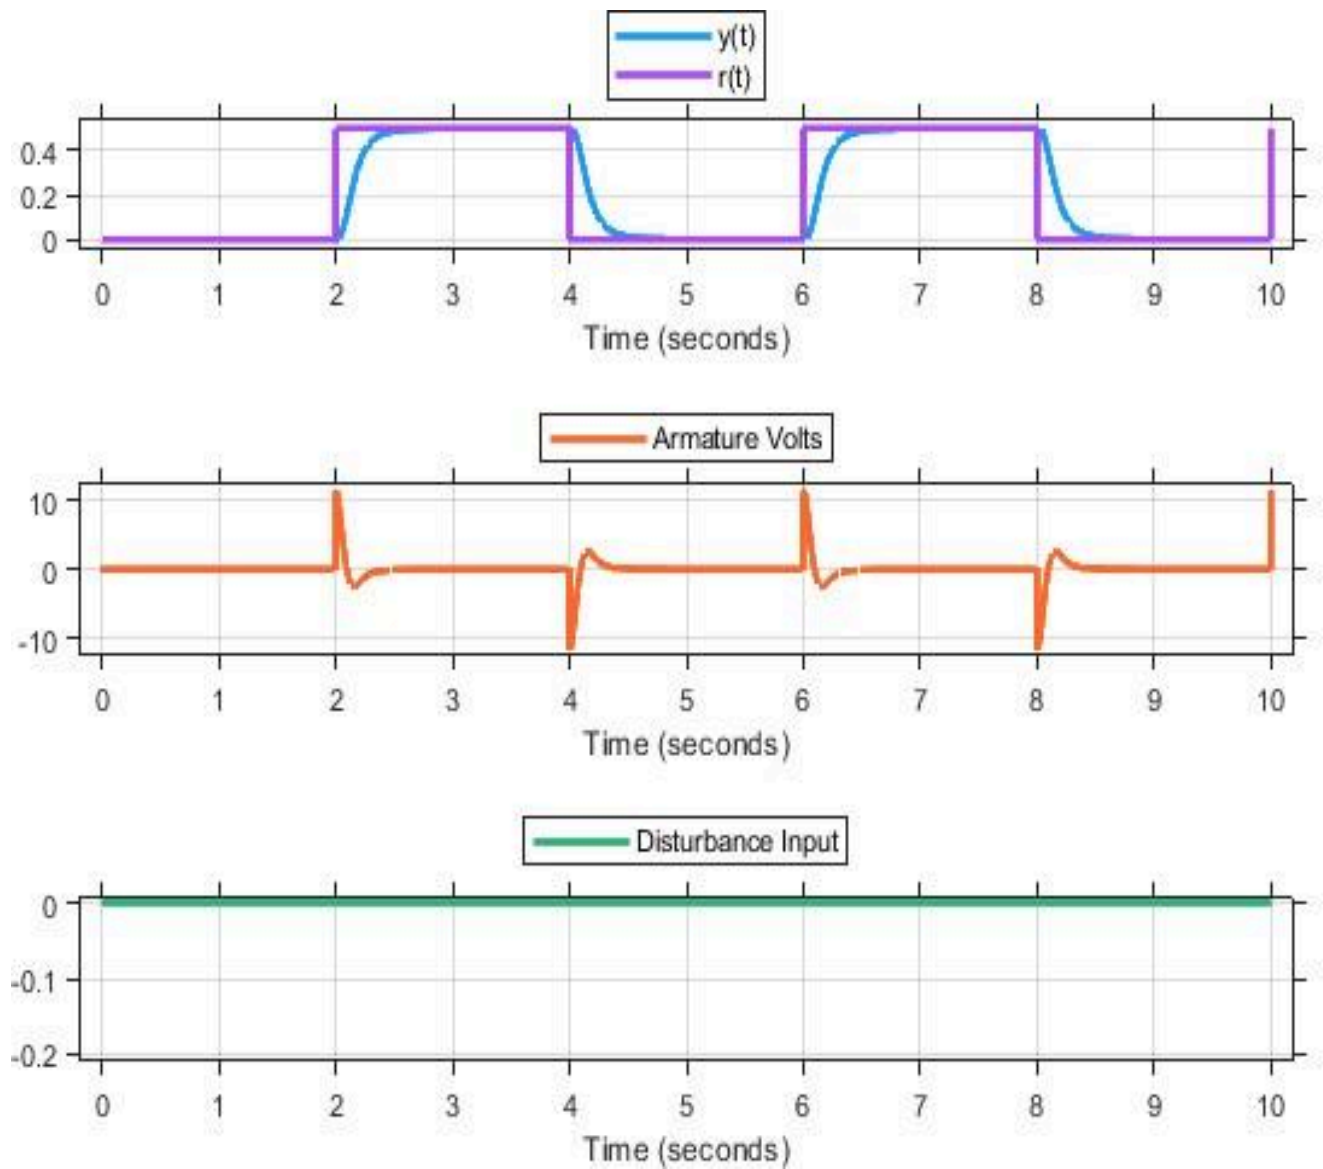 y(t)
r(t)
0.4
0.2
0
0 1 2 3 4 5 6 7 8 9 10
Time (seconds)
Armature Volts
10
0
-10
0 1 2 3 4 5 6 7 8 9 10
Time (seconds)
Disturbance Input
0
-0.1
-0.2
0 1 2 3 4 5 6 7 8 9 10
Time (seconds)